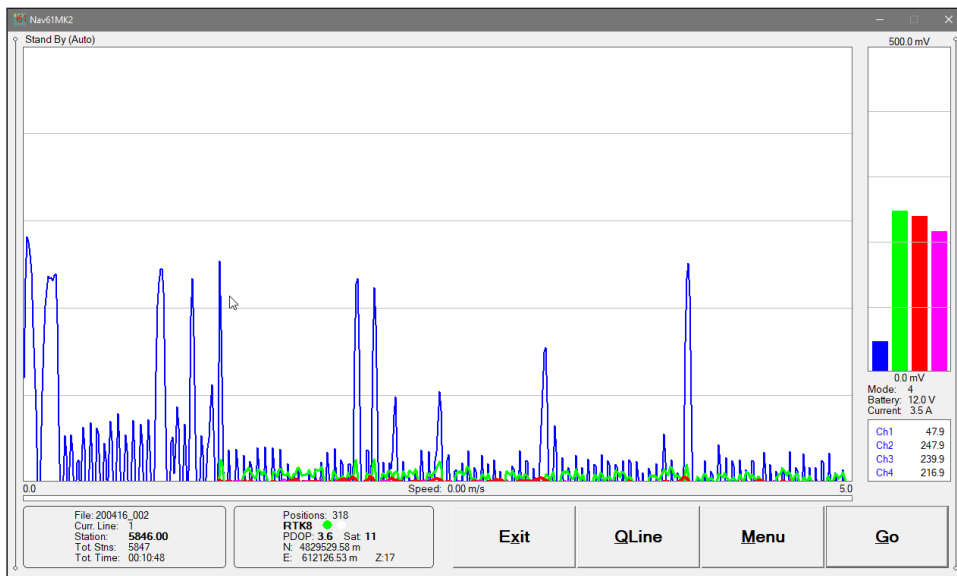 Nav61MK2
Stand By (Auto)
500.0 mV
0.0 mV
Mode: 4
Battery: 12.0 V
Current: 3.5 A
Ch1 47.9
Ch2 247.9
Ch3 239.9
Ch4 216.9
0.0 Speed: 0.00 m/s 5.0
File: 200416_002
Curr. Line: 1
Station: 5846.00
Tot. Stns: 5847
Tot. Time: 00:10:48
Positions: 318
RTK8
PDOP: 3.6 Sat: 11
N: 4829529.58 m
E: 612126.53 m Z:17
Exit
QLine
Menu
Go